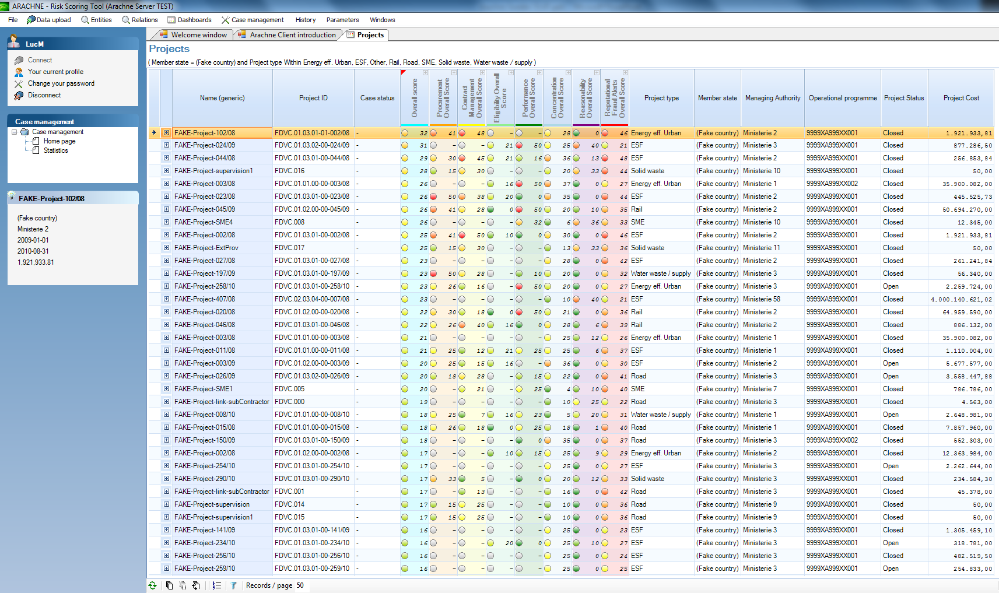 ARACHNE - Risk Scoring Tool (Arachne Server TEST)
File Data upload Entities Relations Dashboards Case management History Parameters Windows
LucM
Connect
Your current profile
Change your password
Disconnect
Case management
Case management
Home page
Statistics
FAKE-Project-102/08
(Fake country)
Ministerie 2
2009-01-01
2010-08-31
1,921,933.81
Welcome window Arachne Client introduction Projects
Projects
( Member state = (Fake country) and Project type Within Energy eff. Urban, ESF, Other, Rail, Road, SME, Solid waste, Water waste / supply )
Name (generic) Project ID Case status Overall score Procurement Overall Score Contract Management Overall Score Eligibility Overall Score Performance Overall Score Concentration Overall Score Reasonability Overall Score Reputational Fraud Alerts Overall Score Project type Member state Managing Authority Operational programme Project Status Project Cost
FAKE-Project-102/08 FDVC.01.03.01-01-002/08 - 32 41 48 - - 28 0 46 Energy eff. Urban (Fake country) Ministerie 2 9999XA999XX001 Closed 1.921.933,81
FAKE-Project-024/09 FDVC.01.03.02-00-024/09 - 31 - - 21 50 25 40 21 ESF (Fake country) Ministerie 3 9999XA999XX001 Closed 877.286,50
FAKE-Project-044/08 FDVC.01.03.01-00-044/08 - 29 30 45 21 16 36 13 48 ESF (Fake country) Ministerie 2 9999XA999XX001 Closed 256.853,84
FAKE-Project-supervision1 FDVC.016 - 28 15 30 - - 20 33 44 Solid waste (Fake country) Ministerie 10 9999XA999XX001 Closed 50,00
FAKE-Project-003/08 FDVC.01.01.00-00-003/08 - 26 - - 16 50 37 0 27 Energy eff. Urban (Fake country) Ministerie 1 9999XA999XX002 Closed 35.900.082,00
FAKE-Project-023/08 FDVC.01.03.01-00-023/08 - 26 50 38 20 0 35 0 44 ESF (Fake country) Ministerie 2 9999XA999XX001 Closed 445.525,73
FAKE-Project-045/09 FDVC.01.02.00-00-045/09 - 26 41 28 0 50 20 10 35 Rail (Fake country) Ministerie 2 9999XA999XX001 Closed 50.694.270,00
FAKE-Project-SME4 FDVC.008 - 26 - - - 32 6 36 33 SME (Fake country) Ministerie 10 9999XA999XX001 Closed 12.345,00
FAKE-Project-002/08 FDVC.01.03.01-00-002/08 - 25 41 50 10 0 30 0 46 ESF (Fake country) Ministerie 2 9999XA999XX001 Closed 1.921.933,81
FAKE-Project-ExtProv FDVC.017 - 25 15 30 - - 13 33 36 Solid waste (Fake country) Ministerie 11 9999XA999XX001 Closed 50,00
FAKE-Project-027/08 FDVC.01.03.01-00-027/08 - 23 - - - - 28 0 42 ESF (Fake country) Ministerie 2 9999XA999XX001 Closed 261.241,84
FAKE-Project-197/09 FDVC.01.03.01-00-197/09 - 23 50 28 - 10 20 0 32 Water waste / supply (Fake country) Ministerie 3 9999XA999XX001 Closed 56.340,00
FAKE-Project-258/10 FDVC.01.03.01-00-258/10 - 23 26 16 - 50 20 0 27 Energy eff. Urban (Fake country) Ministerie 3 9999XA999XX001 Open 2.259.724,00
FAKE-Project-407/08 FDVC.02.03.04-00-007/08 - 23 - - - - 10 40 21 ESF (Fake country) Ministerie 58 9999XA999XX001 Closed 4.000.140.621,02
FAKE-Project-020/08 FDVC.01.02.00-00-020/08 - 22 30 18 0 50 21 0 36 Rail (Fake country) Ministerie 2 9999XA999XX001 Closed 64.959.590,00
FAKE-Project-046/08 FDVC.01.03.01-00-046/08 - 22 26 40 16 0 28 6 39 Rail (Fake country) Ministerie 2 9999XA999XX001 Closed 886.132,00
FAKE-Project-003/08 FDVC.01.01.00-00-003/08 - 21 - - - - 25 12 26 Energy eff. Urban (Fake country) Ministerie 1 9999XA999XX001 Closed 35.900.082,00
FAKE-Project-011/08 FDVC.01.01.00-00-011/08 - 21 25 12 21 25 25 6 37 ESF (Fake country) Ministerie 1 9999XA999XX001 Closed 1.110.004,00
FAKE-Project-003/09 FDVC.01.02.00-00-003/09 - 20 25 15 16 - 36 0 30 ESF (Fake country) Ministerie 2 9999XA999XX001 Open 5.677.577,00
FAKE-Project-026/09 FDVC.01.03.02-00-026/09 - 20 18 28 - 15 22 0 41 Road (Fake country) Ministerie 3 9999XA999XX001 Open 3.558.447,88
FAKE-Project-SME1 FDVC.005 - 20 - 21 - 25 4 10 40 SME (Fake country) Ministerie 7 9999XA999XX001 Closed 786.786,00
FAKE-Project-link-subContractor FDVC.000 - 19 - - - - 10 25 22 Road (Fake country) Ministerie 3 9999XA999XX001 Closed 4.563,00
FAKE-Project-008/10 FDVC.01.01.00-00-008/10 - 18 25 7 16 23 5 20 31 Water waste / supply (Fake country) Ministerie 1 9999XA999XX001 Open 2.648.981,00
FAKE-Project-015/08 FDVC.01.01.00-00-015/08 - 18 26 18 0 25 18 1 40 Road (Fake country) Ministerie 1 9999XA999XX001 Closed 7.857.960,00
FAKE-Project-150/09 FDVC.01.03.01-00-150/09 - 18 - - - 0 35 0 37 Road (Fake country) Ministerie 3 9999XA999XX002 Closed 552.303,00
FAKE-Project-002/08 FDVC.01.02.00-00-002/08 - 17 - - 10 15 25 9 29 Energy eff. Urban (Fake country) Ministerie 2 9999XA999XX001 Closed 12.363.984,00
FAKE-Project-254/10 FDVC.01.03.01-00-254/10 - 17 - - - - 25 0 27 ESF (Fake country) Ministerie 3 9999XA999XX001 Open 2.262.644,00
FAKE-Project-290/10 FDVC.01.03.01-00-290/10 - 17 33 5 - 0 20 12 33 Solid waste (Fake country) Ministerie 3 9999XA999XX001 Closed 234.584,30
FAKE-Project-link-subContractor FDVC.001 - 17 - 13 - - 16 0 42 Road (Fake country) Ministerie 3 9999XA999XX001 Closed 45.378,00
FAKE-Project-supervision FDVC.014 - 17 15 25 - - 10 0 36 Road (Fake country) Ministerie 9 9999XA999XX001 Closed 50,00
FAKE-Project-supervision1 FDVC.015 - 17 15 25 - - 10 0 36 Road (Fake country) Ministerie 9 9999XA999XX001 Closed 50,00
FAKE-Project-141/09 FDVC.01.03.01-00-141/09 - 16 - - - - 25 0 23 ESF (Fake country) Ministerie 3 9999XA999XX001 Closed 1.305.459,10
FAKE-Project-234/10 FDVC.01.03.01-00-234/10 - 16 - - 20 0 25 10 27 ESF (Fake country) Ministerie 3 9999XA999XX001 Open 318.781,00
FAKE-Project-256/10 FDVC.01.03.01-00-256/10 - 16 - - - - 25 0 24 ESF (Fake country) Ministerie 3 9999XA999XX001 Closed 482.519,50
FAKE-Project-259/10 FDVC.01.03.01-00-259/10 - 16 - - - - 25 0 25 ESF (Fake country) Ministerie 3 9999XA999XX001 Open 254.833,00
Records / page 50